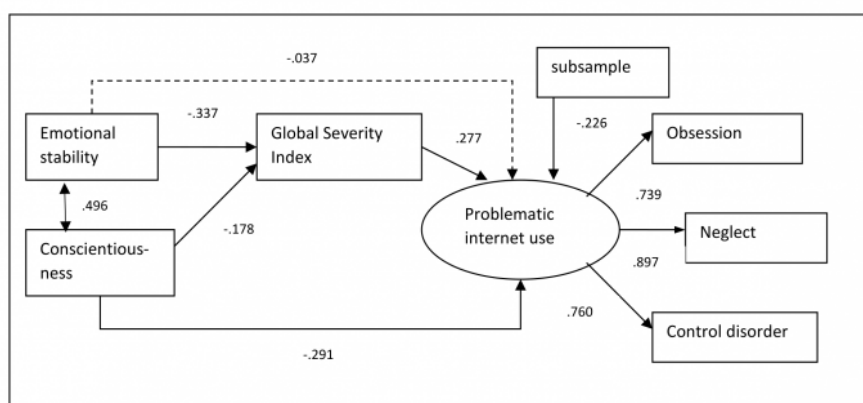 -.037
subsample
Emotional
stability
-.337
Global Severity
Index
.277
-.226
Obsession
.496
-.178
Problematic
internet use
.739
Neglect
Conscientious-
ness
.897
.760
Control disorder
-.291